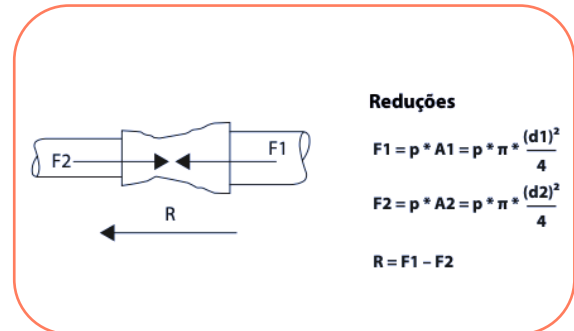 Reduções
F1 = p * A1 = p * π * (d1)²/4
F2 = p * A2 = p * π * (d2)²/4
R = F1 – F2
F2
F1
R